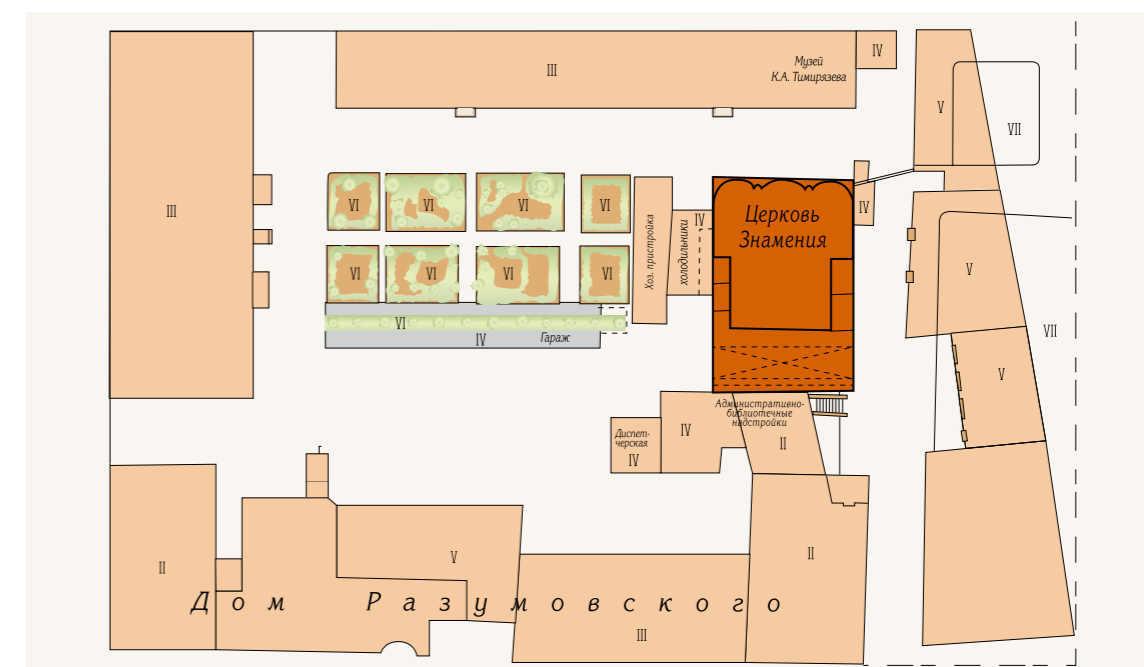 III
Музей
К.А. Тимирязева
IV
V
VII
III
VI
VI
VI
VI
Хоз. пристройка
холодильники
IV
Церковь
Знамения
IV
V
VI
VI
VI
VI
VI
IV
Гараж
VII
V
Административно-
библиотечные
надстройки
Диспет-
черская
IV
IV
II
II
V
II
Дом Разумовского
III